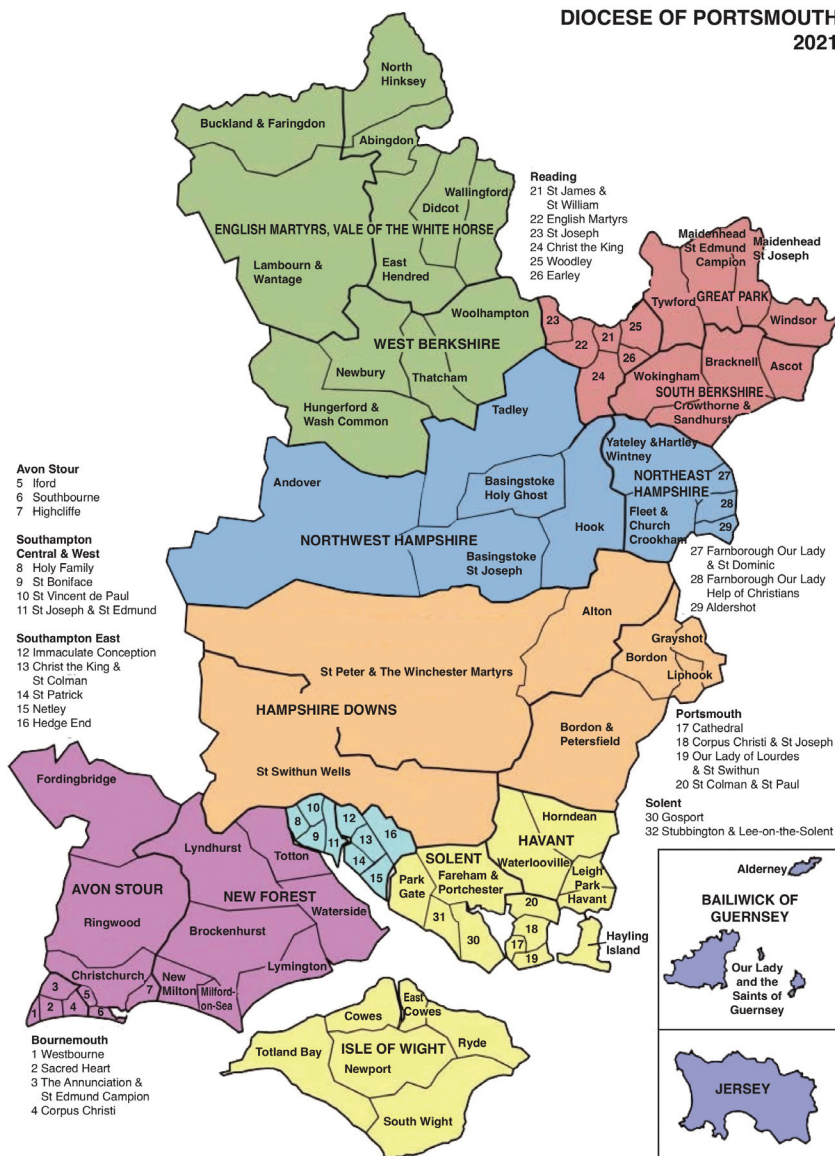 DIOCESE OF PORTSMOUTH
2021
North
Hinksey
Buckland & Faringdon
Abingdon
Wallingford
Didcot
ENGLISH MARTYRS, VALE OF THE WHITE HORSE
Lambourn &
Wantage
East
Hendred
Woolhampton
WEST BERKSHIRE
Newbury
Thatcham
Hungerford &
Wash Common
Reading
21 St James &
St William
22 English Martyrs
23 St Joseph
24 Christ the King
25 Woodley
26 Earley
Maidenhead
St Edmund
Campion
Maidenhead
St Joseph
Tywford
GREAT PARK
Windsor
23
22
21
25
26
24
Bracknell
Ascot
Wokingham
SOUTH BERKSHIRE
Crowthorne &
Sandhurst
Tadley
Andover
Basingstoke
Holy Ghost
NORTHWEST HAMPSHIRE
Hook
Basingstoke
St Joseph
Yateley & Hartley
Wintney
NORTHEAST
HAMPSHIRE
27
28
29
Fleet &
Church
Crookham
27 Farnborough Our Lady
& St Dominic
28 Farnborough Our Lady
Help of Christians
29 Aldershot
Avon Stour
5 Iford
6 Southbourne
7 Highcliffe
Southampton
Central & West
8 Holy Family
9 St Boniface
10 St Vincent de Paul
11 St Joseph & St Edmund
Southampton East
12 Immaculate Conception
13 Christ the King &
St Colman
14 St Patrick
15 Netley
16 Hedge End
Alton
Grayshot
Bordon
Liphook
St Peter & The Winchester Martyrs
HAMPSHIRE DOWNS
Bordon &
Petersfield
St Swithun Wells
Portsmouth
17 Cathedral
18 Corpus Christi & St Joseph
19 Our Lady of Lourdes
& St Swithun
20 St Colman & St Paul
Solent
30 Gosport
32 Stubbington & Lee-on-the-Solent
Fordingbridge
Lyndhurst
Totton
AVON STOUR
NEW FOREST
Ringwood
Waterside
Brockenhurst
Christchurch
Lymington
New
Milton
Milford-
on-Sea
1
2
3
4
5
6
7
8
9
10
11
12
13
14
15
16
Horndean
HAVANT
Waterlooville
Leigh
Park
Havant
SOLENT
Park
Gate
Fareham &
Portchester
31
30
20
18
17
19
Hayling
Island
Bournemouth
1 Westbourne
2 Sacred Heart
3 The Annunciation &
St Edmund Campion
4 Corpus Christi
Cowes
East
Cowes
Totland Bay
ISLE OF WIGHT
Ryde
Newport
South Wight
Alderney
BAILIWICK OF
GUERNSEY
Our Lady
and the
Saints of
Guernsey
JERSEY